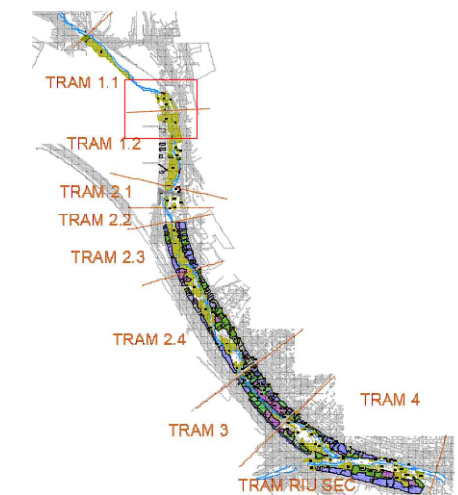 TRAM 1.1
TRAM 1.2
TRAM 2.1
TRAM 2.2
TRAM 2.3
TRAM 2.4
TRAM 4
TRAM 3
TRAM RIU SEC